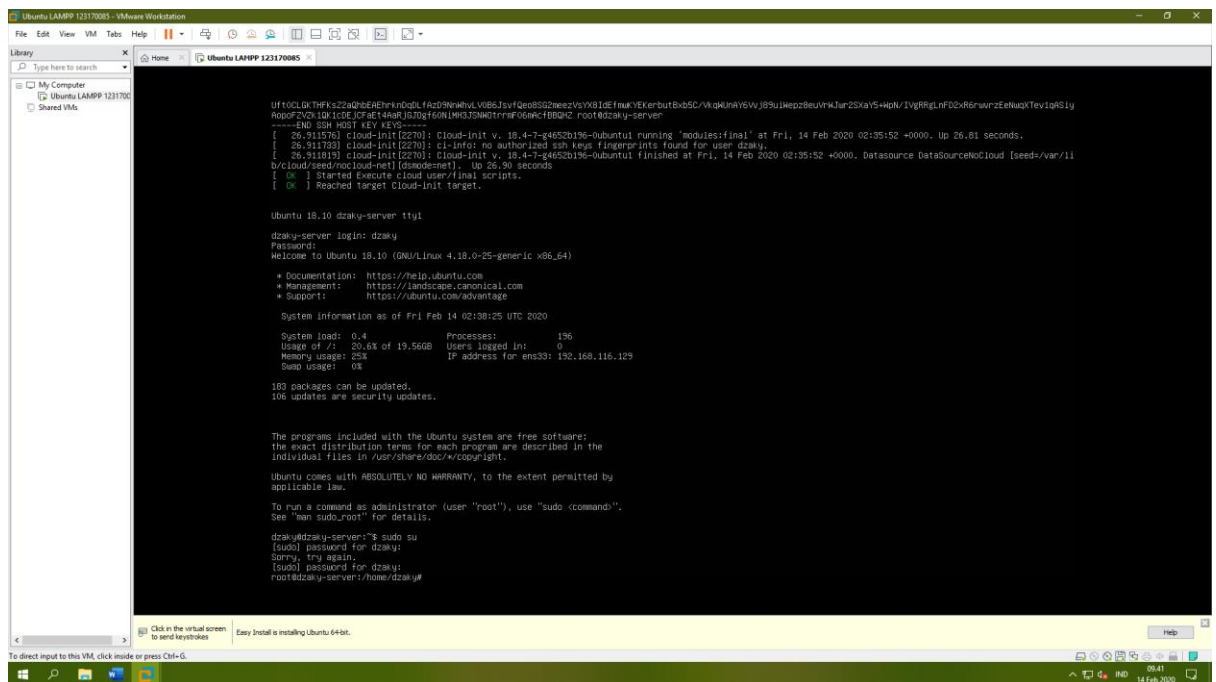 Ubuntu LAMPP 123170085 - VMware Workstation
File Edit View VM Tabs Help
Library
Home
Ubuntu LAMPP 123170085
Type here to search
My Computer
Ubuntu LAMPP 123170
Shared VMs
-----END SSH HOST KEY KEYS-----
[ 26.911576] cloud-init[2270]: Cloud-init v. 18.4-7-g4652b196-0ubuntu1 running 'modules:final' at Fri, 14 Feb 2020 02:35:52 +0000. Up 26.81 seconds.
[ 26.911733] cloud-init[2270]: ci-info: no authorized ssh keys fingerprints found for user dzaky.
[ 26.911819] cloud-init[2270]: Cloud-init v. 18.4-7-g4652b196-0ubuntu1 finished at Fri, 14 Feb 2020 02:35:52 +0000. Datasource DataSourceNoCloud [seed=/var/li
b/cloud/seed/nocloud-net][dsmode=net]. Up 26.90 seconds
[ OK ] Started Execute cloud user/final scripts.
[ OK ] Reached target Cloud-init target.
Ubuntu 18.10 dzaky-server tty1
dzaky-server login: dzaky
Password:
Welcome to Ubuntu 18.10 (GNU/Linux 4.18.0-25-generic x86_64)
* Documentation: https://help.ubuntu.com
* Management: https://landscape.canonical.com
* Support: https://ubuntu.com/advantage
System information as of Fri Feb 14 02:38:25 UTC 2020
System load: 0.4 Processes: 196
Usage of /: 20.6% of 19.56GB Users logged in: 0
Memory usage: 25% IP address for ens33: 192.168.116.129
Swap usage: 0%
183 packages can be updated.
106 updates are security updates.
The programs included with the Ubuntu system are free software;
the exact distribution terms for each program are described in the
individual files in /usr/share/doc/*/copyright.
Ubuntu comes with ABSOLUTELY NO WARRANTY, to the extent permitted by
applicable law.
To run a command as administrator (user "root"), use "sudo <command>".
See "man sudo_root" for details.
dzaky@dzaky-server:~$ sudo su
[sudo] password for dzaky:
Sorry, try again.
[sudo] password for dzaky:
root@dzaky-server:/home/dzaky#
Click in the virtual screen
to send keystrokes
Easy Install is installing Ubuntu 64-bit.
Help
To direct input to this VM, click inside or press Ctrl+G.
IND
09.41
14 Feb 2020